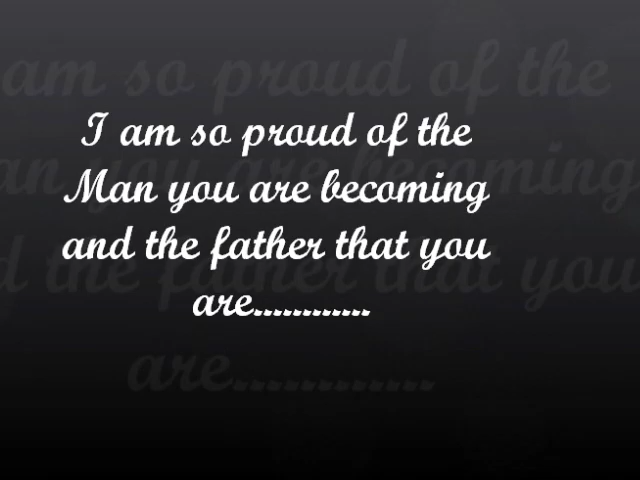 I am so proud of the
Man you are becoming
and the father that you
are............